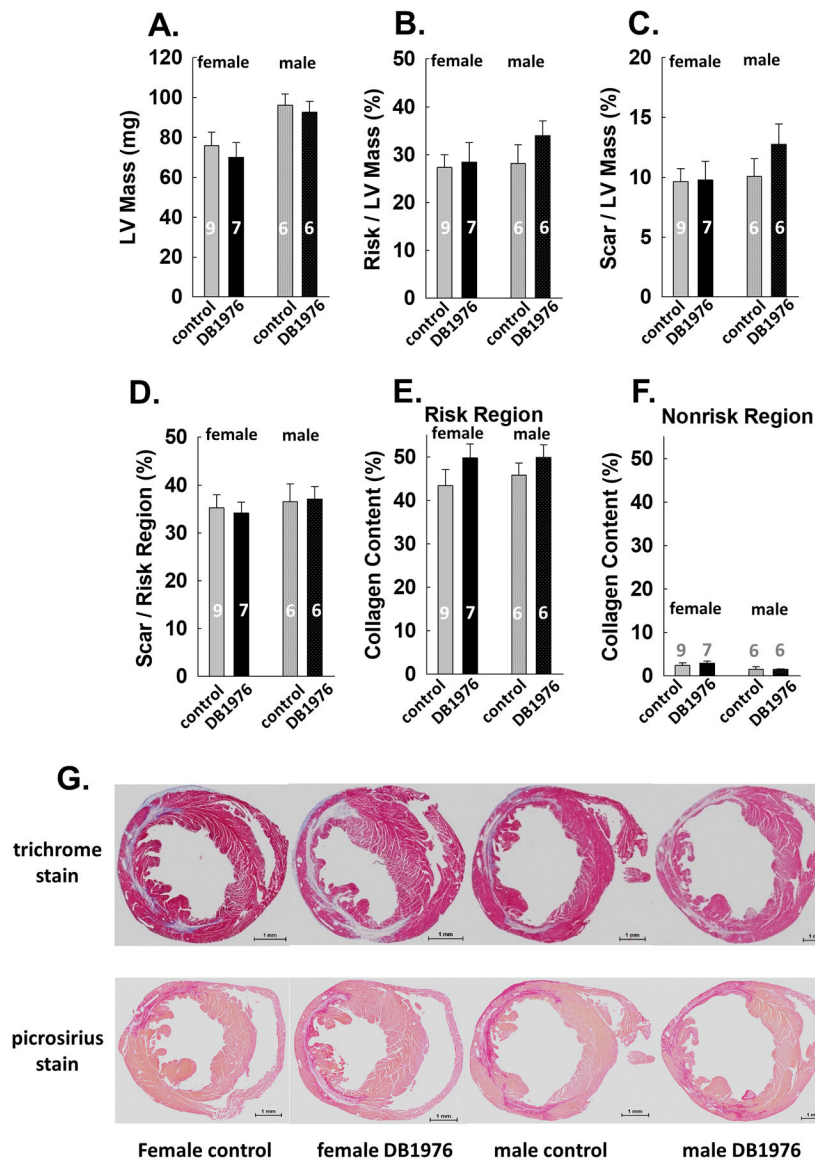 A.
female male
LV Mass (mg)
120
100
80
60
40
20
0
9 7 6 6
control
DB1976
control
DB1976
B.
female male
Risk / LV Mass (%)
50
40
30
20
10
0
9 7 6 6
control
DB1976
control
DB1976
C.
female male
Scar / LV Mass (%)
20
15
10
5
0
9 7 6 6
control
DB1976
control
DB1976
D.
female male
Scar / Risk Region (%)
50
40
30
20
10
0
9 7 6 6
control
DB1976
control
DB1976
E.
Risk Region
female male
Collagen Content (%)
50
40
30
20
10
0
9 7 6 6
control
DB1976
control
DB1976
F.
Nonrisk Region
Collagen Content (%)
50
40
30
20
10
0
female male
9 7 6 6
control
DB1976
control
DB1976
G.
trichrome
stain
1 mm 1 mm 1 mm 1 mm
picrosirius
stain
1 mm 1 mm 1 mm 1 mm
Female control female DB1976 male control male DB1976